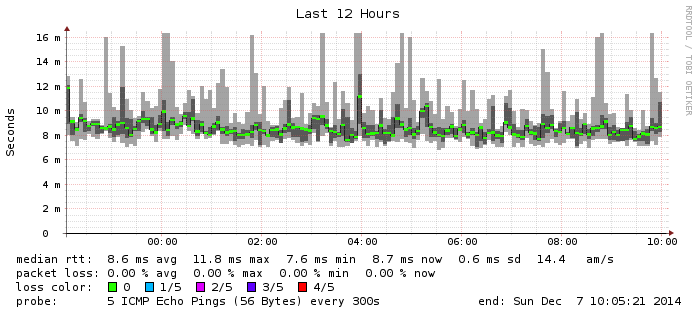 Last 12 Hours
RRDTOOL / TOBI OETIKER
Seconds
16 m
14 m
12 m
10 m
8 m
6 m
4 m
2 m
0
00:00 02:00 04:00 06:00 08:00 10:00
median rtt: 8.6 ms avg 11.8 ms max 7.6 ms min 8.7 ms now 0.6 ms sd 14.4 am/s
packet loss: 0.00 % avg 0.00 % max 0.00 % min 0.00 % now
loss color: 0 1/5 2/5 3/5 4/5
probe: 5 ICMP Echo Pings (56 Bytes) every 300s end: Sun Dec 7 10:05:21 2014